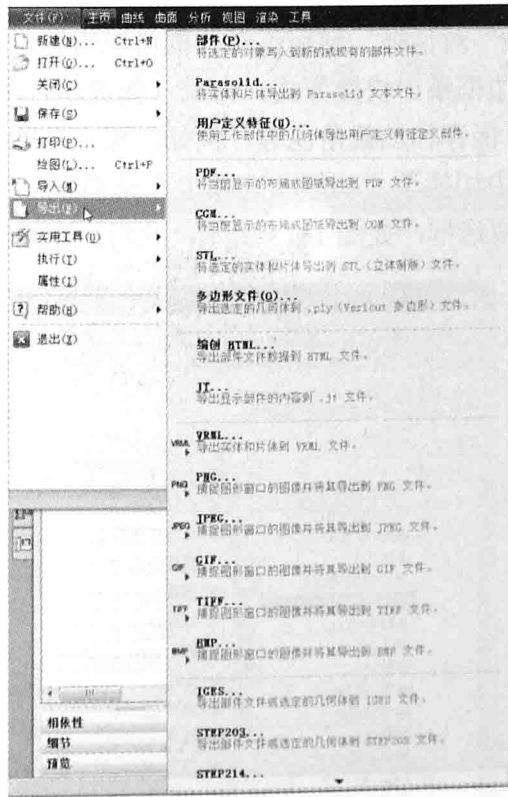 文件(F) 主页 曲线 曲面 分析 视图 渲染 工具
新建(N)... Ctrl+N
打开(O)... Ctrl+O
关闭(C)
保存(S)
打印(P)...
绘图(L)... Ctrl+P
导入(M)
导出(E)
实用工具(U)
执行(T)
属性(I)
帮助(H)
退出(X)
部件(P)...
将选定的对象写入到新的或现有的部件文件。
Parasolid...
将实体和片体导出到 Parasolid 文本文件。
用户定义特征(U)...
使用工作部件中的几何体导出用户定义特征定义部件。
PDF...
将当前显示的布局或图纸导出到 PDF 文件。
CGM...
将当前显示的布局或图纸导出到 CGM 文件。
STL...
将选定的实体和片体导出到 STL (立体制版) 文件。
多边形文件(O)...
导出选定的几何体到 .ply (Vericut 多边形) 文件。
编创 HTML...
导出部件文件数据到 HTML 文件。
JT...
导出显示部件的内容到 .jt 文件。
VRML VRML...
导出实体和片体到 VRML 文件。
PNG PNG...
捕捉图形窗口的图像并将其导出到 PNG 文件。
JPEG JPEG...
捕捉图形窗口的图像并将其导出到 JPEG 文件。
GIF GIF...
捕捉图形窗口的图像并将其导出到 GIF 文件。
TIFF TIFF...
捕捉图形窗口的图像并将其导出到 TIFF 文件。
BMP BMP...
捕捉图形窗口的图像并将其导出到 BMP 文件。
IGES...
导出部件文件或选定的几何体到 IGES 文件。
STEP203...
导出部件文件或选定的几何体到 STEP203 文件。
STEP214...
相依性
细节
预览